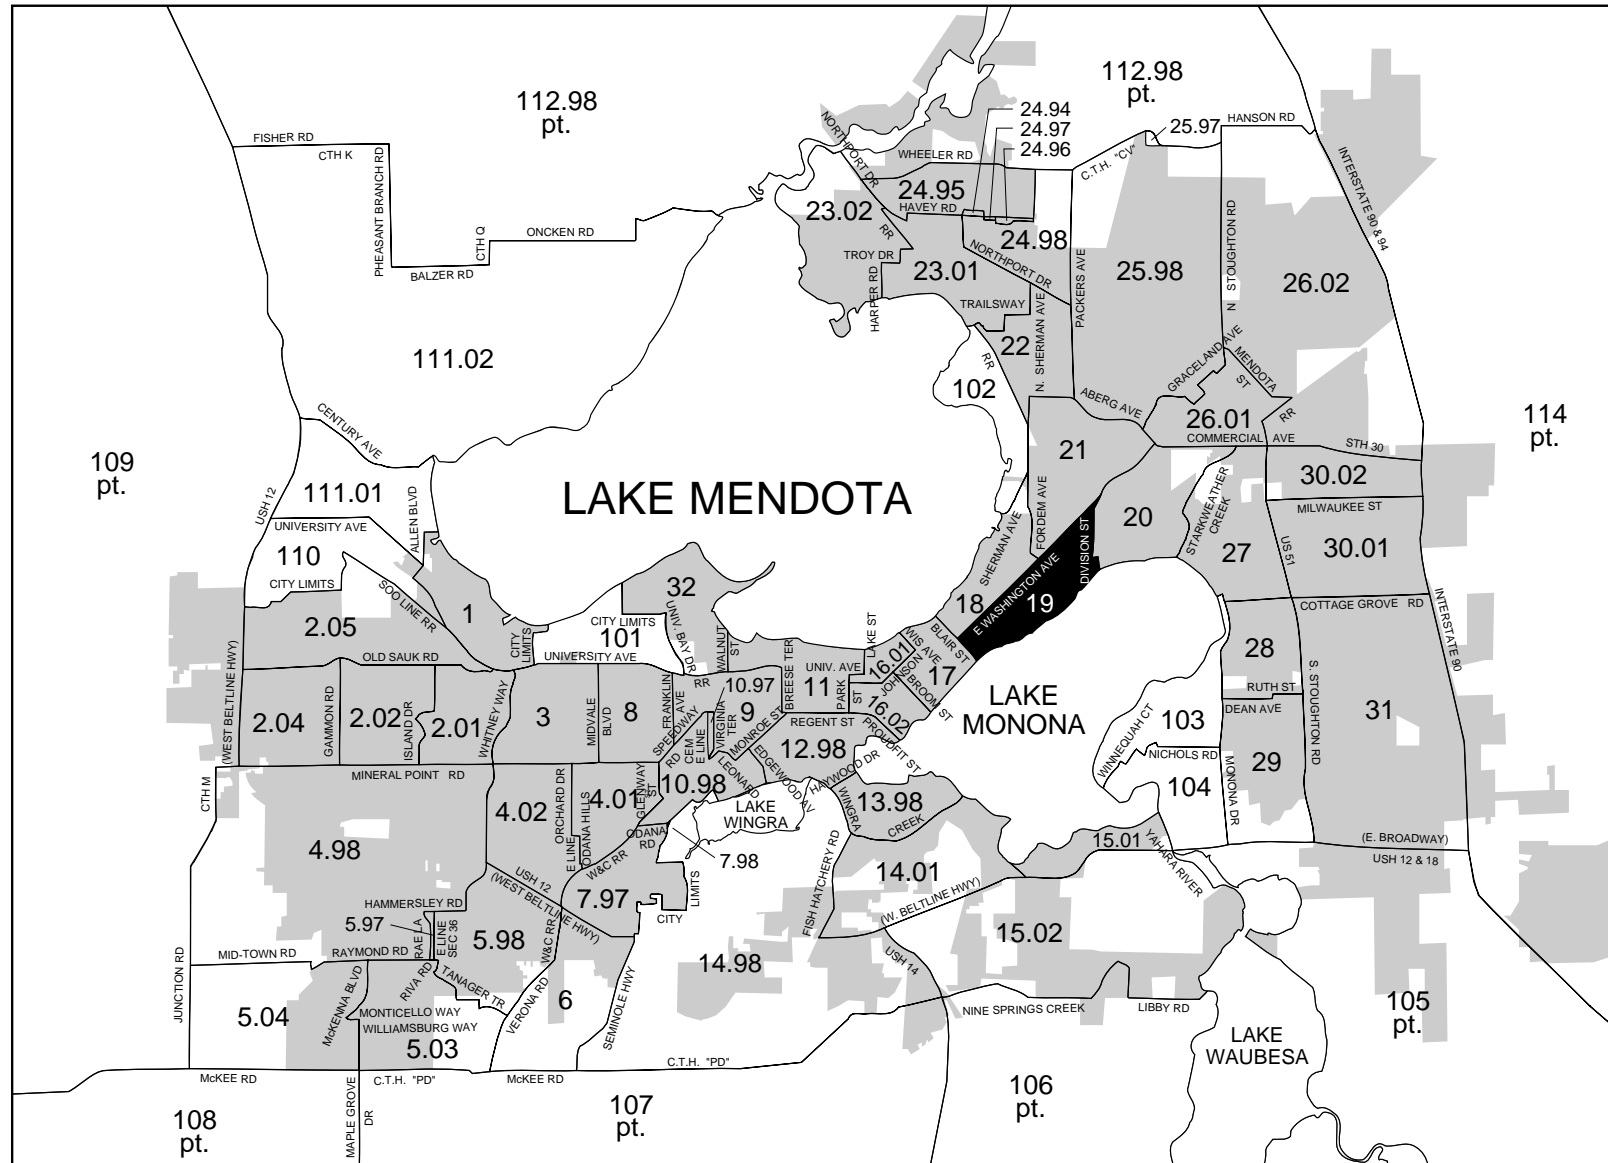 112.98
pt.
112.98
pt.
24.94
24.97
24.96
25.97
HANSON RD
FISHER RD
CTH K
PHEASANT BRANCH RD
NORTHPORT DR
WHEELER RD
C.T.H. "CV"
INTERSTATE 90 & 94
24.95
HAVEY RD
23.02
RR
CTH Q
ONCKEN RD
BALZER RD
TROY DR
23.01
24.98
NORTHPORT DR
PACKERS AVE
25.98
N STOUGHTON RD
26.02
HARPER RD
TRAILSWAY
22
N. SHERMAN AVE
111.02
RR
102
GRACELAND AVE
MENDOTA
ST
ABERG AVE
26.01
RR
COMMERCIAL AVE
STH 30
114
pt.
CENTURY AVE
109
pt.
111.01
ALLEN BLVD
USH 12
UNIVERSITY AVE
LAKE MENDOTA
21
FORDEM AVE
20
STARKWEATHER
CREEK
30.02
MILWAUKEE ST
27
US 51
30.01
110
CITY LIMITS
SOO LINE RR
1
32
SHERMAN AVE
DIVISION ST
E WASHINGTON AVE
19
18
COTTAGE GROVE RD
INTERSTATE 90
2.05
OLD SAUK RD
CITY
LIMITS
CITY LIMITS
101
UNIVERSITY AVE
UNIV. BAY DR
WALNUT
ST
BREESE TER
LAKE ST
WIS AVE
BLAIR ST
16.01
JOHNSON
17
BROOM ST
UNIV. AVE
11
PARK
ST
16.02
28
RUTH ST
(WEST BELTLINE HWY)
2.04
GAMMON RD
2.02
ISLAND DR
2.01
WHITNEY WAY
3
MIDVALE
BLVD
8
FRANKLIN
AVE
RR
10.97
SPEEDWAY
RD
CEM
E LINE
VIRGINIA
TER
9
MONROE ST
REGENT ST
PROUDFIT ST
LAKE
MONONA
WINNEQUAH CT
103
NICHOLS RD
DEAN AVE
29
S. STOUGHTON RD
31
MINERAL POINT RD
CTH M
12.98
EDGEWOOD AV
HAYWOOD DR
LEONARD
10.98
GLENWAY
ST
4.02
ORCHARD DR
4.01
ODANA HILLS
E LINE
ODANA
RD
LAKE
WINGRA
13.98
WINGRA
CREEK
104
MONONA DR
4.98
7.98
W&C RR
15.01
YAHARA RIVER
(E. BROADWAY)
USH 12 & 18
USH 12
(WEST BELTLINE HWY)
7.97
CITY
LIMITS
FISH HATCHERY RD
14.01
(W. BELTLINE HWY)
HAMMERSLEY RD
5.97
RAE LA
E LINE
SEC 36
5.98
W&C RR
15.02
MID-TOWN RD
RAYMOND RD
USH 14
14.98
JUNCTION RD
McKENNA BLVD
RIVA RD
TANAGER TR
VERONA RD
6
SEMINOLE HWY
5.04
MONTICELLO WAY
WILLIAMSBURG WAY
5.03
NINE SPRINGS CREEK
LIBBY RD
105
pt.
LAKE
WAUBESA
McKEE RD
C.T.H. "PD"
McKEE RD
C.T.H. "PD"
108
pt.
MAPLE GROVE
DR
107
pt.
106
pt.